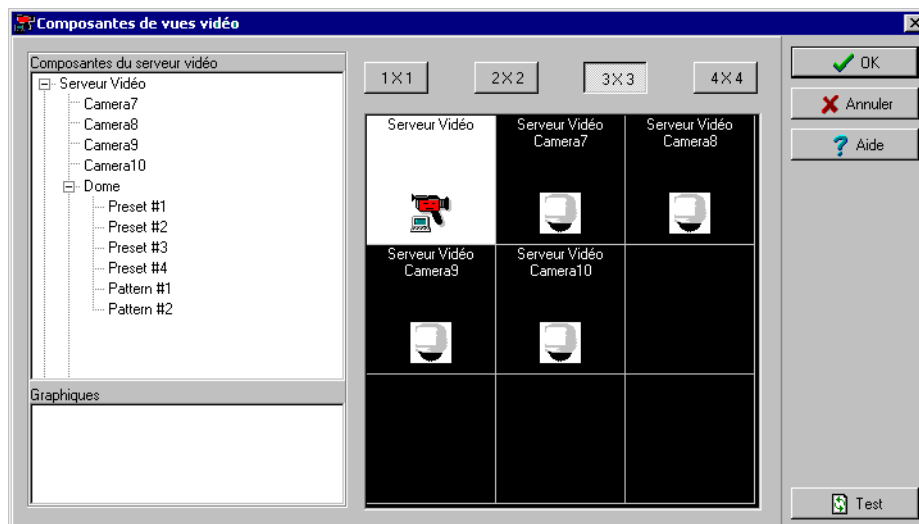 Composantes de vues vidéo
Composantes du serveur vidéo
Serveur Vidéo
Camera7
Camera8
Camera9
Camera10
Dome
Preset #1
Preset #2
Preset #3
Preset #4
Pattern #1
Pattern #2
Graphiques
1X1 2X2 3X3 4X4
Serveur Vidéo
Serveur Vidéo
Camera7
Serveur Vidéo
Camera8
Serveur Vidéo
Camera9
Serveur Vidéo
Camera10
OK
Annuler
Aide
Test